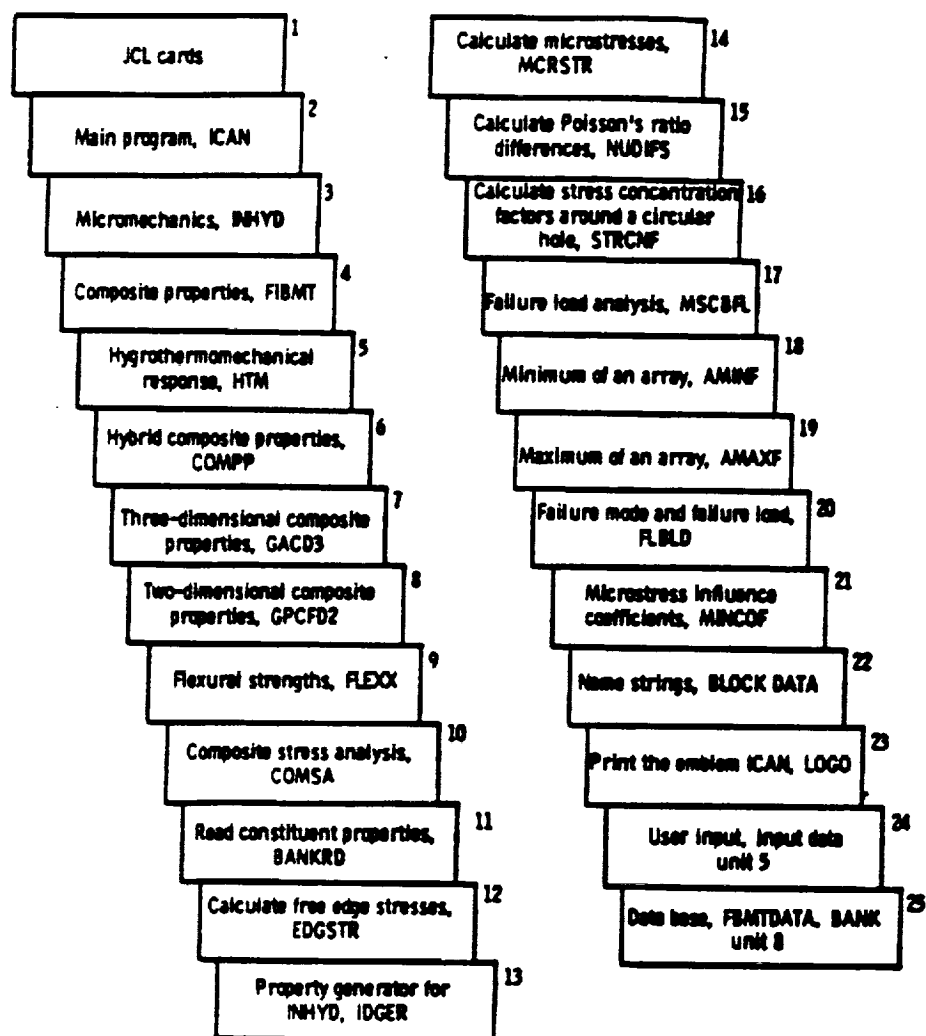 1
JCL cards
2
Main program, ICAN
3
Micromechanics, INHYD
4
Composite properties, FIBMT
5
Hygrothermomechanical
response, HTM
6
Hybrid composite properties,
COMPP
7
Three-dimensional composite
properties, GACD3
8
Two-dimensional composite
properties, GPCFD2
9
Flexural strengths, FLEXX
10
Composite stress analysis,
COMSA
11
Read constituent properties,
BANKRD
12
Calculate free edge stresses,
EDGSTR
13
Property generator for
INHYD, IDGER
14
Calculate microstresses,
MCRSTR
15
Calculate Poisson's ratio
differences, NUDIFS
16
Calculate stress concentration
factors around a circular
hole, STRCNF
17
Failure load analysis, MSCBFL
18
Minimum of an array, AMINF
19
Maximum of an array, AMAXF
20
Failure mode and failure load,
FLBLD
21
Microstress influence
coefficients, MINCOF
22
Name strings, BLOCK DATA
23
Print the emblem ICAN, LOGO
24
User input, input data
unit 5
25
Data base, FBMTDATA, BANK
unit 8